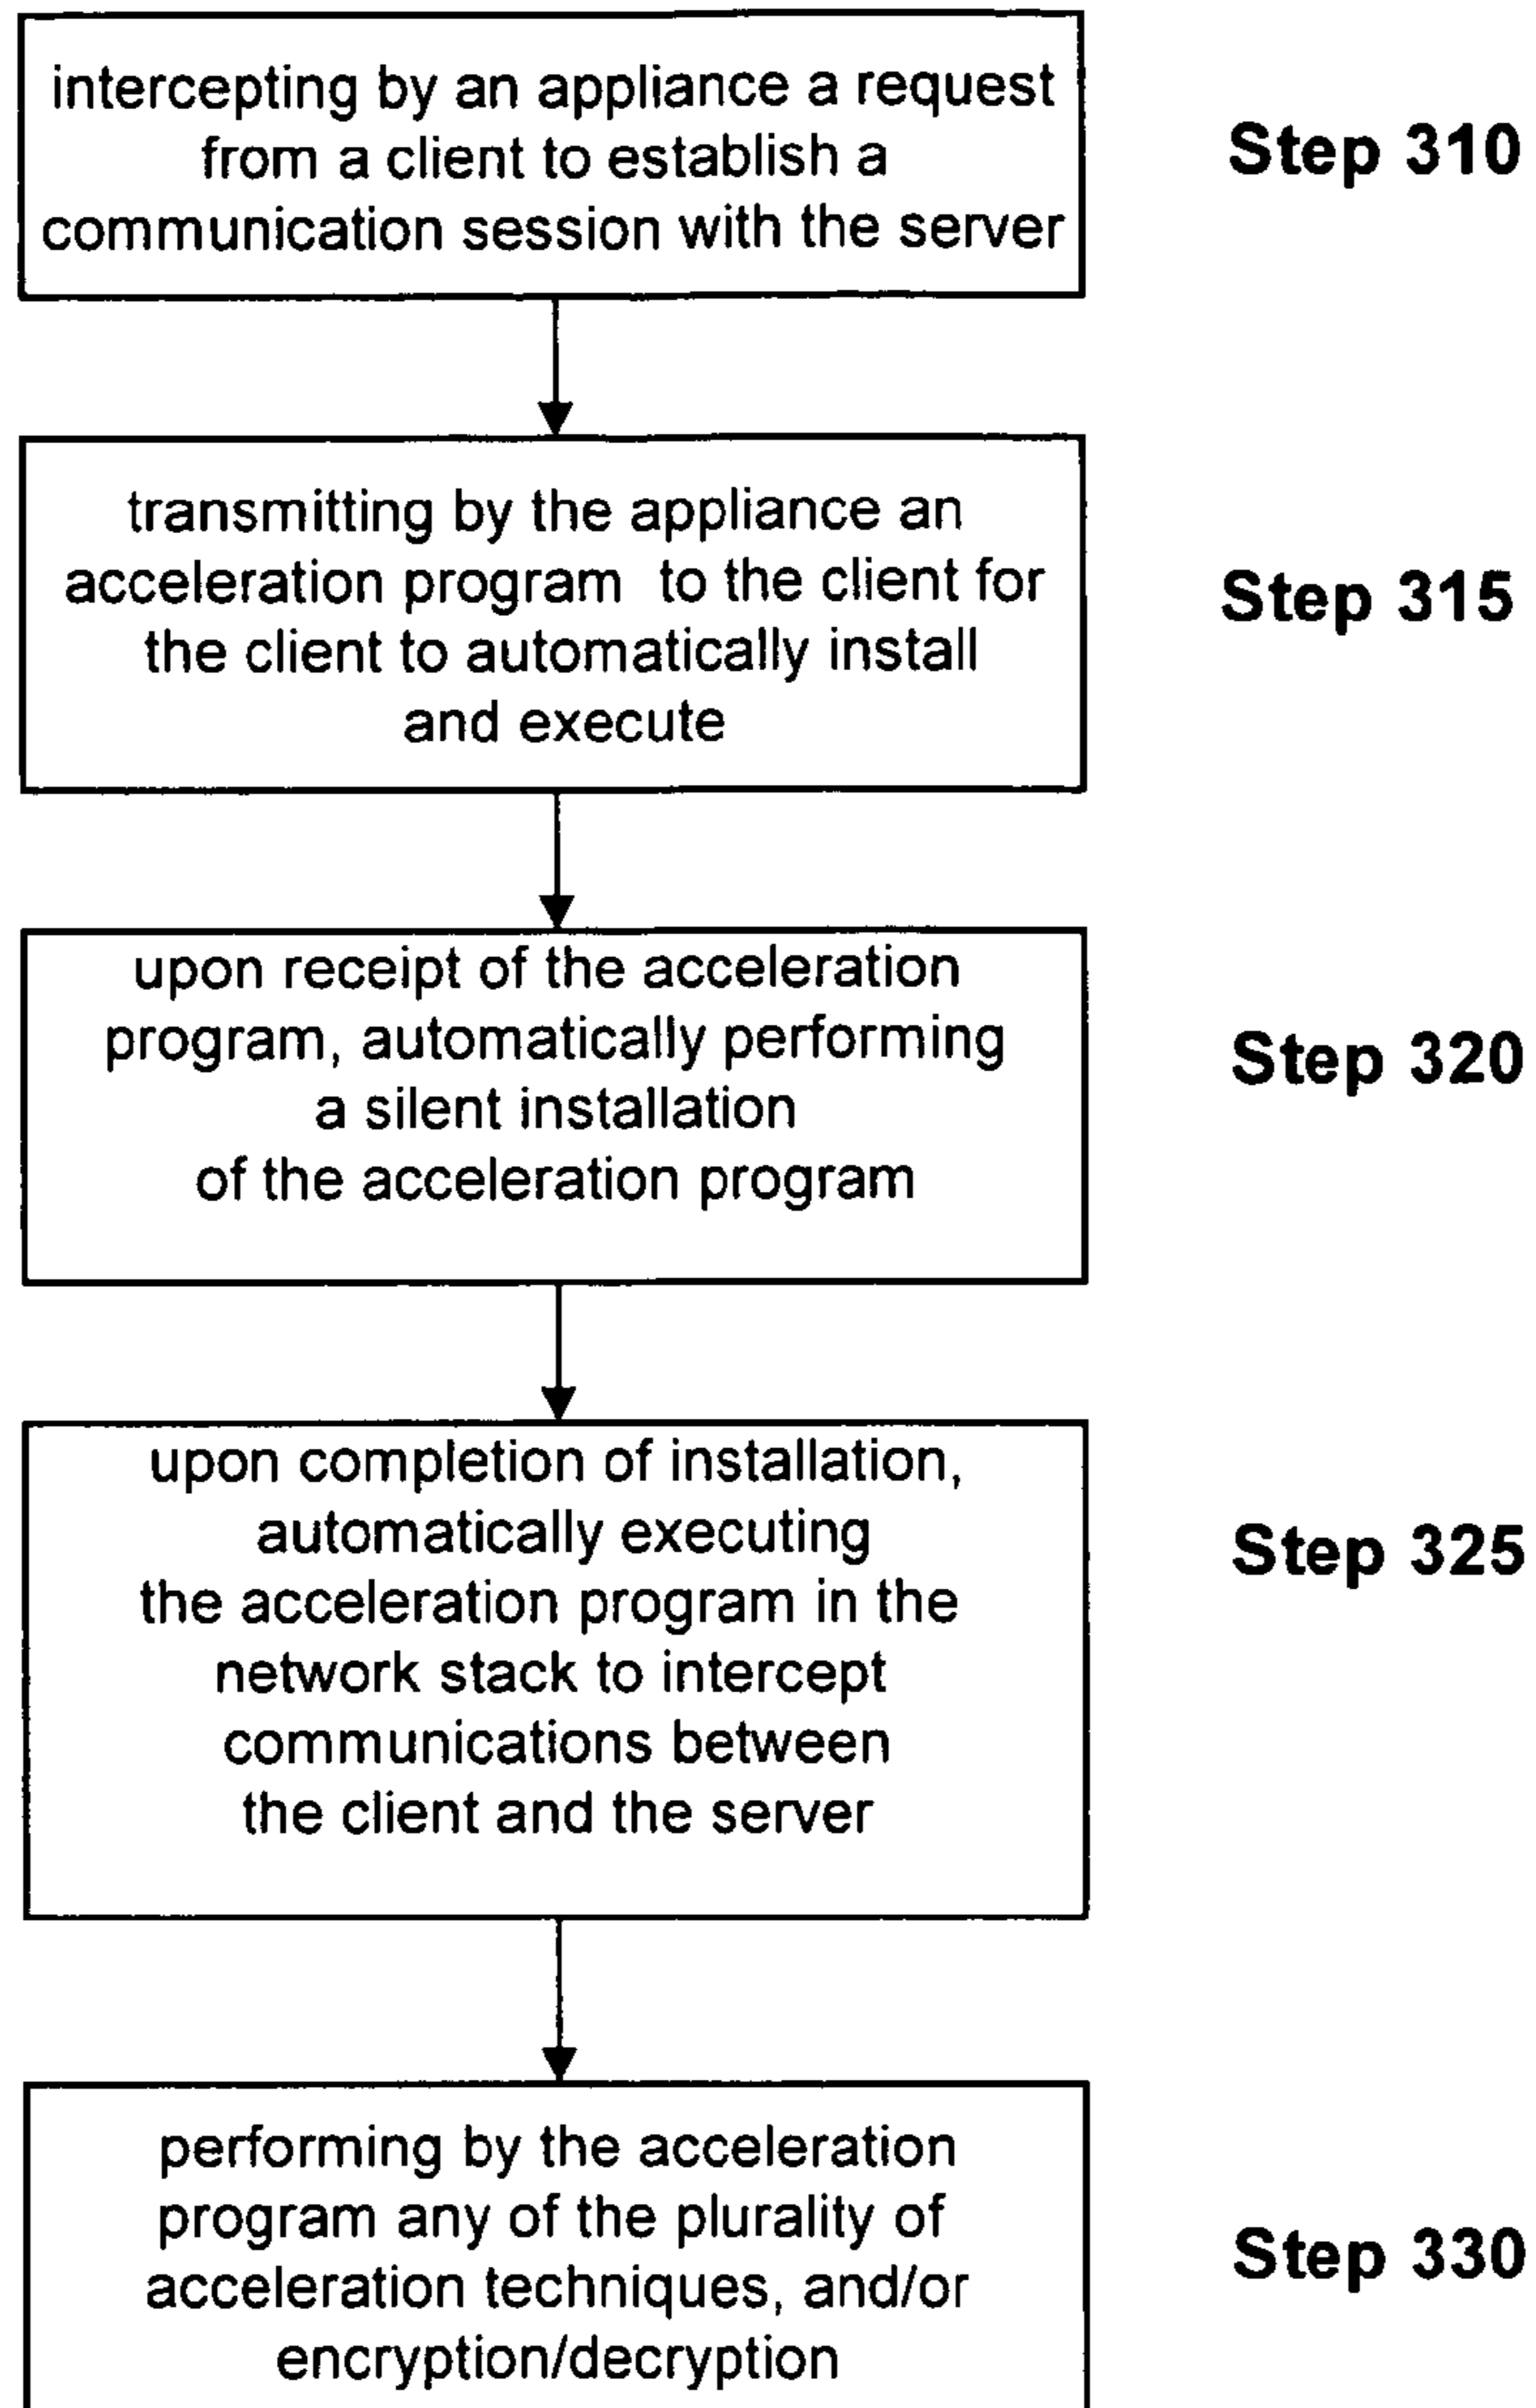 intercepting by an appliance a request
from a client to establish a
communication session with the server
Step 310
transmitting by the appliance an
acceleration program to the client for
the client to automatically install
and execute
Step 315
upon receipt of the acceleration
program, automatically performing
a silent installation
of the acceleration program
Step 320
upon completion of installation,
automatically executing
the acceleration program in the
network stack to intercept
communications between
the client and the server
Step 325
performing by the acceleration
program any of the plurality of
acceleration techniques, and/or
encryption/decryption
Step 330